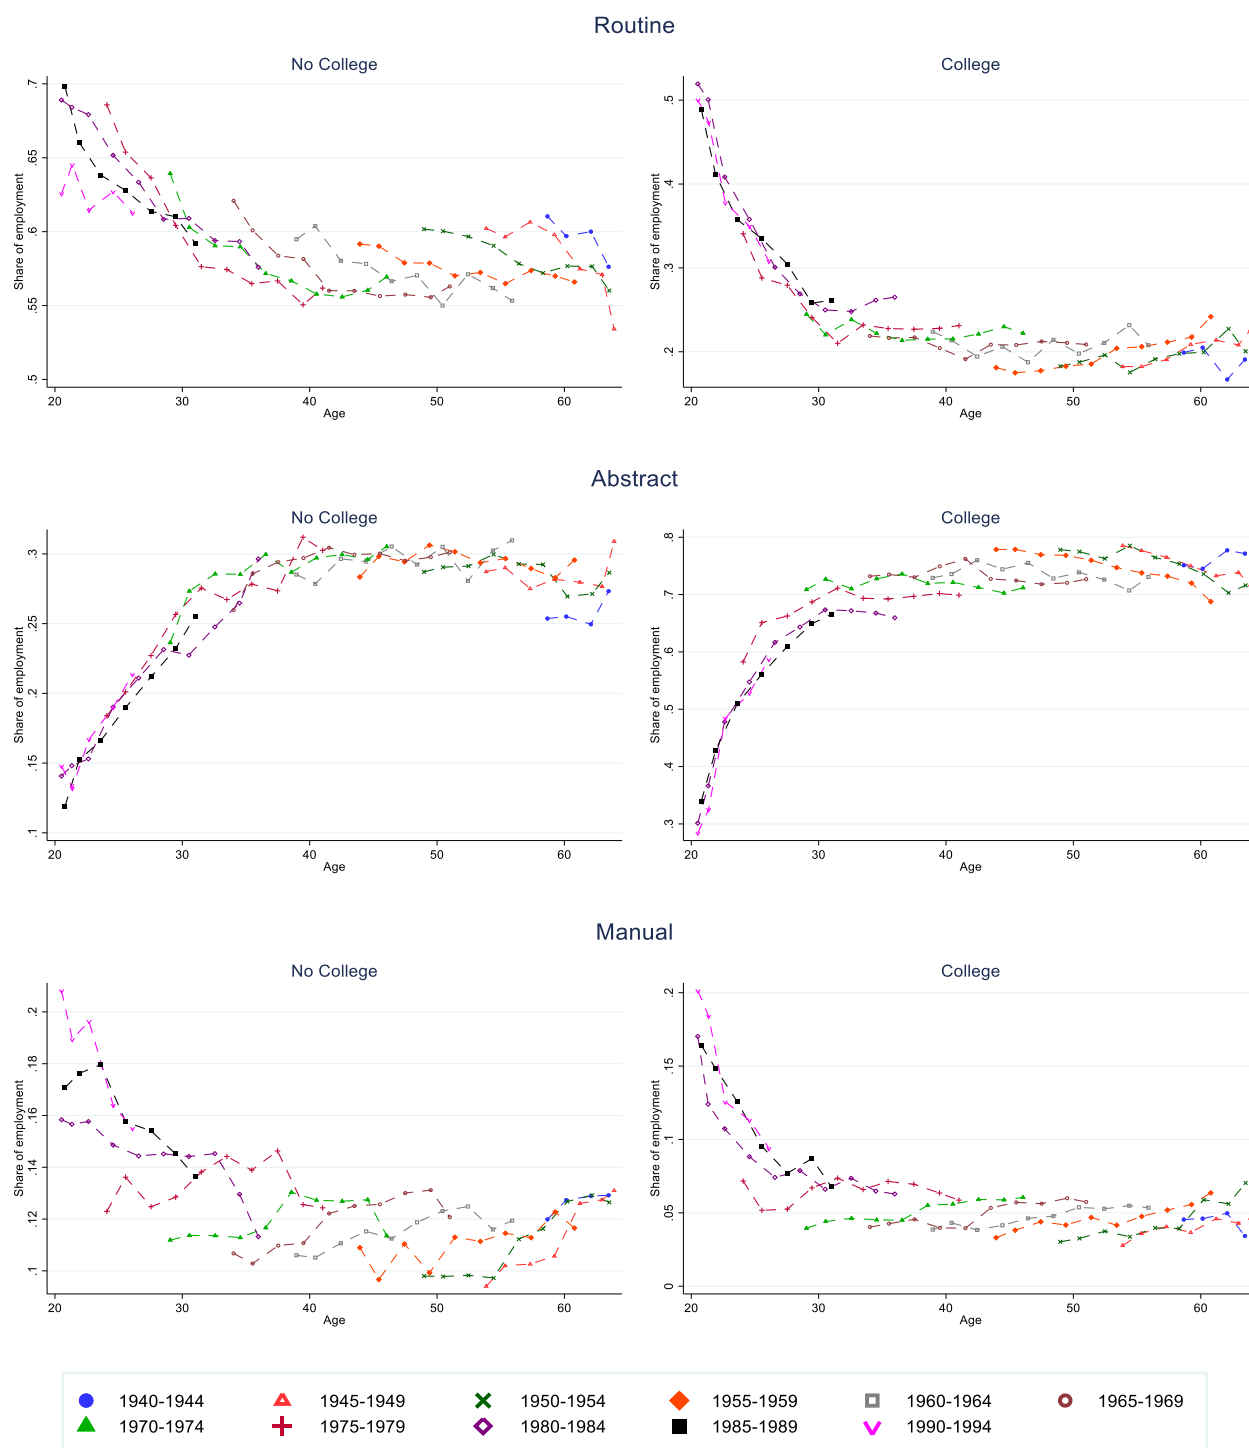 Routine
No College
College
Share of employment
.5
.55
.6
.65
.7
20
30
40
50
60
Age
Share of employment
.2
.3
.4
.5
20
30
40
50
60
Age
Abstract
No College
College
Share of employment
.1
.15
.2
.25
.3
20
30
40
50
60
Age
Share of employment
.3
.4
.5
.6
.7
.8
20
30
40
50
60
Age
Manual
No College
College
Share of employment
.1
.12
.14
.16
.18
.2
20
30
40
50
60
Age
Share of employment
0
.05
.1
.15
.2
20
30
40
50
60
Age
1940-1944 1945-1949 1950-1954 1955-1959 1960-1964 1965-1969
1970-1974 1975-1979 1980-1984 1985-1989 1990-1994